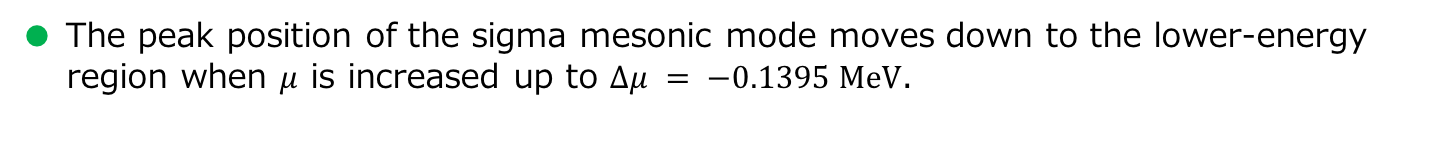 ● The peak position of the sigma mesonic mode moves down to the lower-energy
region when μ is increased up to Δμ = −0.1395 MeV.